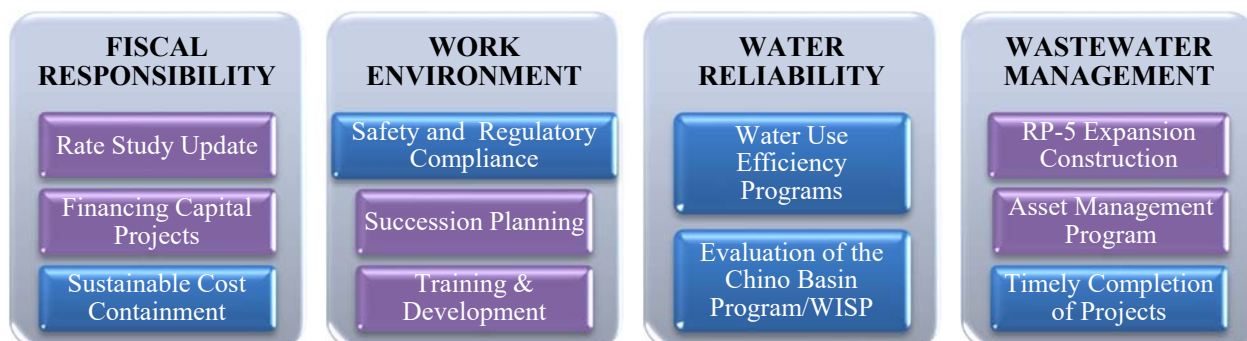 FISCAL
RESPONSIBILITY
Rate Study Update
Financing Capital
Projects
Sustainable Cost
Containment
WORK
ENVIRONMENT
Safety and Regulatory
Compliance
Succession Planning
Training &
Development
WATER
RELIABILITY
Water Use
Efficiency
Programs
Evaluation of the
Chino Basin
Program/WISP
WASTEWATER
MANAGEMENT
RP-5 Expansion
Construction
Asset Management
Program
Timely Completion
of Projects